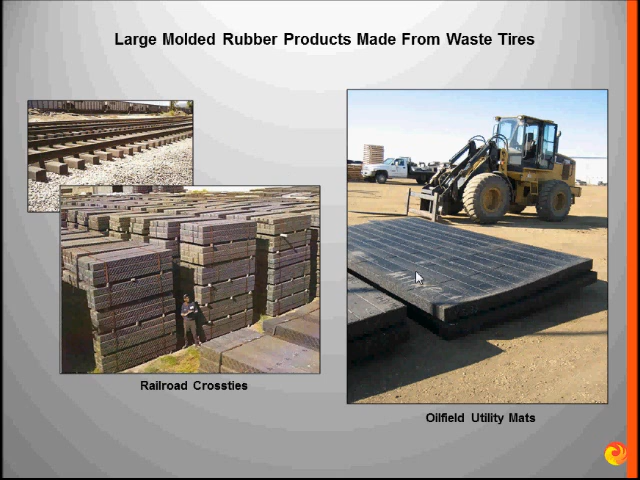 Large Molded Rubber Products Made From Waste Tires
Railroad Crossties
Oilfield Utility Mats